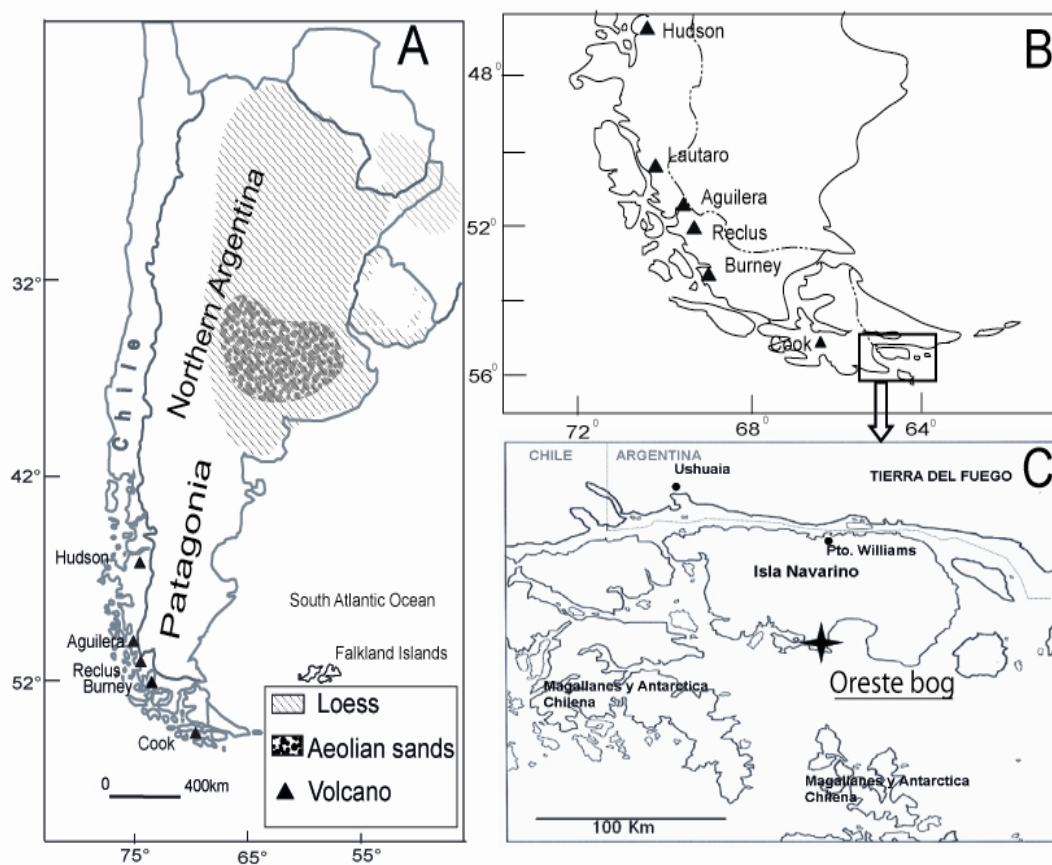 A
Northern Argentina
Chile
Patagonia
32°
42°
52°
Hudson
Aguilera
Reclus
Burney
Cook
South Atlantic Ocean
Falkland Islands
Loess
Aeolian sands
Volcano
0 400km
75° 65° 55°
B
48°
52°
56°
Hudson
Lautaro
Aguilera
Reclus
Burney
Cook
72° 68° 64°
C
CHILE ARGENTINA
Ushuaia
TIERRA DEL FUEGO
Pto. Williams
Isla Navarino
Oreste bog
Magallanes y Antarctica
Chilena
Magallanes y Antarctica
Chilena
100 Km